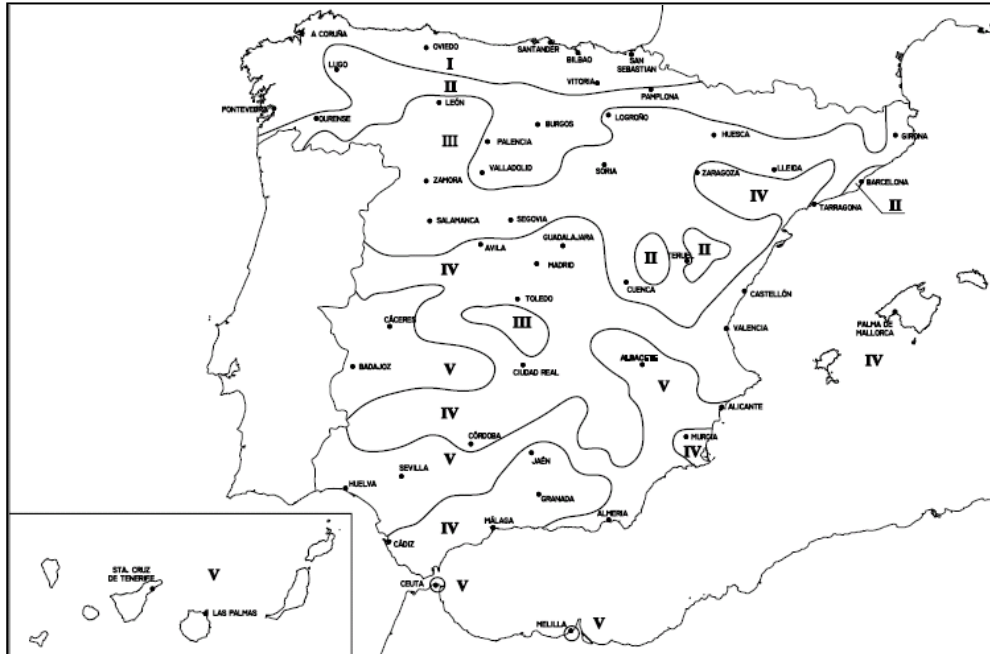 A CORUÑA
OVIEDO
SANTANDER
BILBAO
SAN
SEBASTIAN
LUGO
I
VITORIA
II
PAMPLONA
LEÓN
PONTEVEDRA
OURENSE
BURGOS
LOGROÑO
HUESCA
GIRONA
III
PALENCIA
VALLADOLID
SORIA
ZARAGOZA
LLEIDA
ZAMORA
IV
BARCELONA
TARRAGONA
II
SALAMANCA
SEGOVIA
AVILA
GUADALAJARA
II
II
TERUEL
IV
MADRID
CUENCA
TOLEDO
CASTELLÓN
CÁCERES
III
VALENCIA
PALMA DE
MALLORCA
IV
ALBACETE
BADAJOZ
V
CIUDAD REAL
V
IV
ALICANTE
CÓRDOBA
MURCIA
IV
V
JAÉN
SEVILLA
HUELVA
GRANADA
ALMERIA
IV
MÁLAGA
CÁDIZ
STA. CRUZ
DE TENERIFE
V
CEUTA
V
LAS PALMAS
MELILLA
V